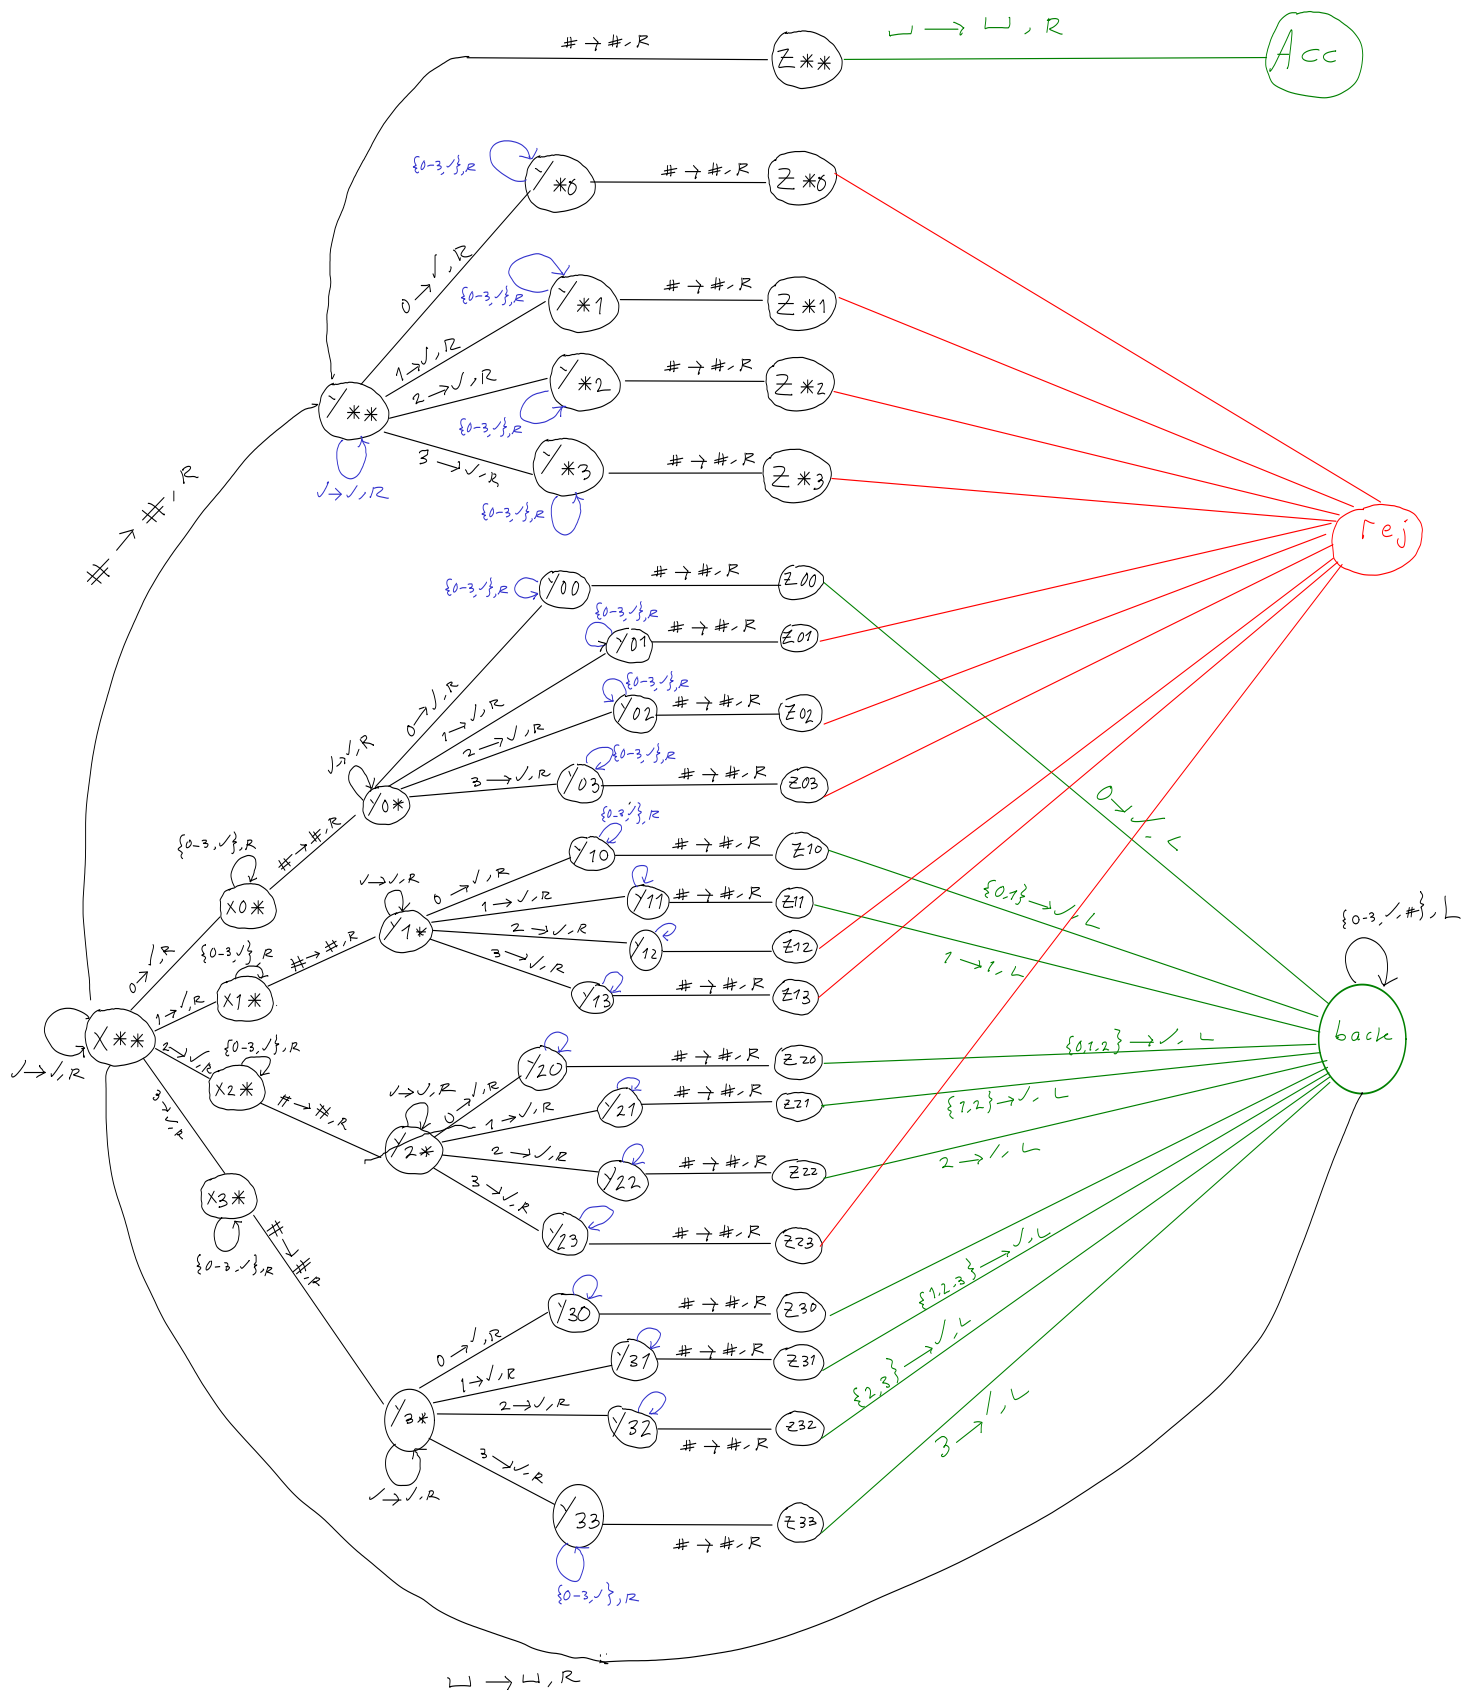 # → #, R
Z**
⊔ → ⊔, R
Acc
{0-3,✓},R
Y*0
# → #, R
Z*0
0 → ✓, R
{0-3,✓},R
Y*1
# → #, R
Z*1
1 → ✓, R
Y**
2 → ✓, R
Y*2
# → #, R
Z*2
{0-3,✓},R
3 → ✓, R
Y*3
# → #, R
Z*3
✓ → ✓, R
{0-3,✓},R
rej
# → #, R
{0-3,✓},R
Y00
# → #, R
Z00
{0-3,✓},R
Y01
# → #, R
Z01
{0-3,✓},R
Y02
# → #, R
Z02
{0-3,✓},R
Y03
# → #, R
Z03
0 → ✓, R
1 → ✓, R
2 → ✓, R
3 → ✓, R
✓ → ✓, R
Y0*
0 → ✓, L
{0-3,✓},R
# → #, R
X0*
0 → ✓, R
{0-3,✓},R
Y10
# → #, R
Z10
{0,1} → ✓, L
✓ → ✓, R
0 → ✓, R
1 → ✓, R
Y11
# → #, R
Z11
1 → 1, L
Y1*
2 → ✓, R
Y12
# → #, R
Z12
3 → ✓, R
Y13
# → #, R
Z13
{0-3,✓},R
# → #, R
X1*
1 → ✓, R
{0-3,✓,#}, L
back
X**
✓ → ✓, R
2 → ✓, R
{0-3,✓},R
X2*
# → #, R
3 → ✓, R
Y20
# → #, R
Z20
{0,1,2} → ✓, L
✓ → ✓, R
0 → ✓, R
1 → ✓, R
Y21
# → #, R
Z21
{1,2} → ✓, L
Y2*
2 → ✓, R
Y22
# → #, R
Z22
2 → ✓, L
3 → ✓, R
Y23
# → #, R
Z23
X3*
{0-3,✓},R
# → #, R
Y30
# → #, R
Z30
{1,2,3} → ✓, L
0 → ✓, R
Y31
# → #, R
Z31
{2,3} → ✓, L
1 → ✓, R
Y3*
2 → ✓, R
Y32
# → #, R
Z32
3 → ✓, L
3 → ✓, R
✓ → ✓, R
Y33
# → #, R
Z33
{0-3,✓},R
⊔ → ⊔, R